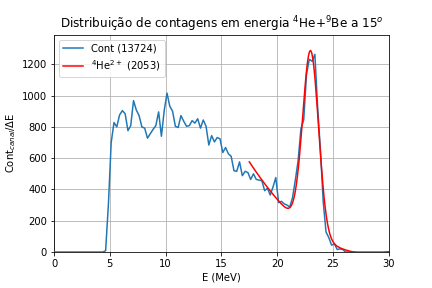 Distribuição de contagens em energia ⁴He+⁹Be a 15ᵒ
Cont (13724)
⁴He²⁺ (2053)
Cont_canal/ΔE
1200
1000
800
600
400
200
0
0 5 10 15 20 25 30
E (MeV)